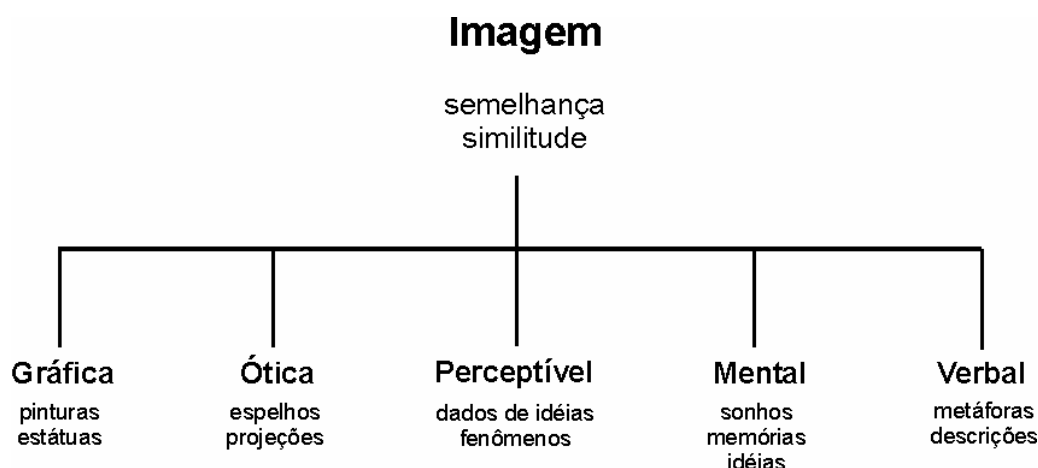 Imagem
semelhança
similitude
Gráfica
pinturas
estátuas
Ótica
espelhos
projeções
Perceptível
dados de idéias
fenômenos
Mental
sonhos
memórias
idéias
Verbal
metáforas
descrições